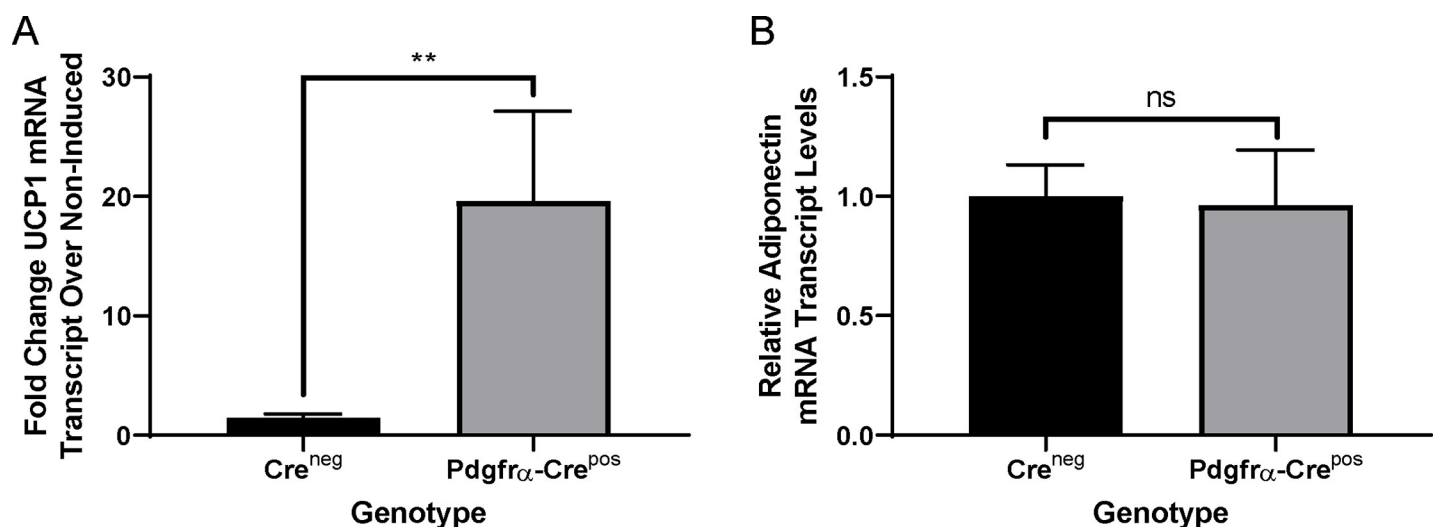 A
Fold Change UCP1 mRNA
Transcript Over Non-Induced
30
20
10
0
**
Cre^neg
Pdgfrα-Cre^pos
Genotype
B
Relative Adiponectin
mRNA Transcript Levels
1.5
1.0
0.5
0.0
ns
Cre^neg
Pdgfrα-Cre^pos
Genotype